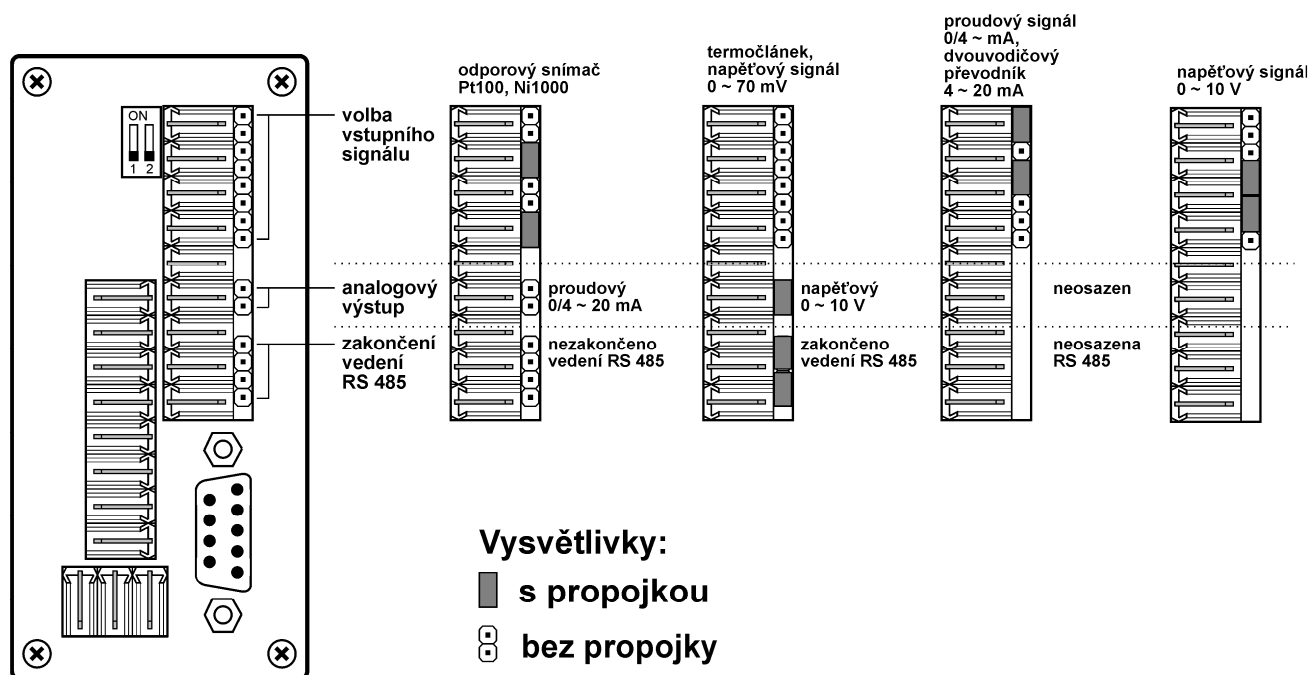 ON
1 2
volba
vstupního
signálu
analogový
výstup
zakončení
vedení
RS 485
odporový snímač
Pt100, Ni1000
proudový
0/4 ~ 20 mA
nezakončeno
vedení RS 485
termočlánek,
napěťový signál
0 ~ 70 mV
napěťový
0 ~ 10 V
zakončeno
vedení RS 485
proudový signál
0/4 ~ mA,
dvouvodičový
převodník
4 ~ 20 mA
neosazen
neosazena
RS 485
napěťový signál
0 ~ 10 V
Vysvětlivky:
s propojkou
bez propojky